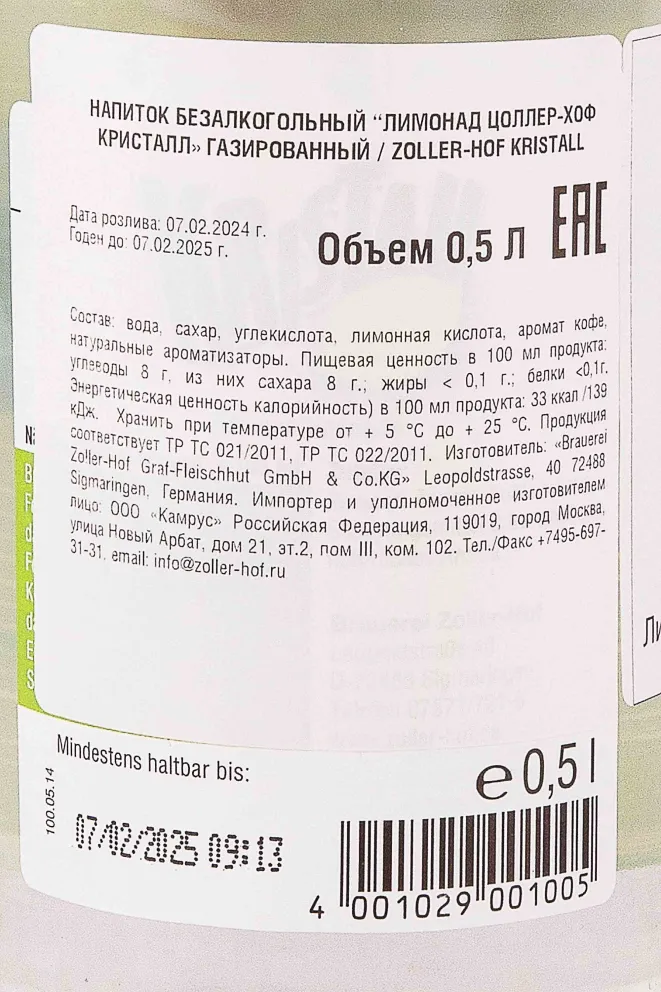 НАПИТОК БЕЗАЛКОГОЛЬНЫЙ “ЛИМОНАД ЦОЛЛЕР-ХОФ
КРИСТАЛЛ» ГАЗИРОВАННЫЙ / ZOLLER-HOF KRISTALL
Дата розлива: 07.02.2024 г.
Годен до: 07.02.2025 г.
Объем 0,5 Л EAC
Состав: вода, сахар, углекислота, лимонная кислота, аромат кофе,
натуральные ароматизаторы. Пищевая ценность в 100 мл продукта:
углеводы 8 г, из них сахара 8 г.; жиры < 0,1 г.; белки <0,1г.
Энергетическая ценность калорийность) в 100 мл продукта: 33 ккал /139
кДж. Хранить при температуре от + 5 °C до + 25 °C. Продукция
соответствует ТР ТС 021/2011, ТР ТС 022/2011. Изготовитель: «Brauerei
Zoller-Hof Graf-Fleischhut GmbH & Co.KG» Leopoldstrasse, 40 72488
Sigmaringen, Германия. Импортер и уполномоченное изготовителем
лицо: ООО «Камрус» Российская Федерация, 119019, город Москва,
улица Новый Арбат, дом 21, эт.2, пом III, ком. 102. Тел./Факс +7495-697-
31-31, email: info@zoller-hof.ru
Mindestens haltbar bis:
e 0,5 l
100.05.14
07/02/2025 09:13
4 001029 001005